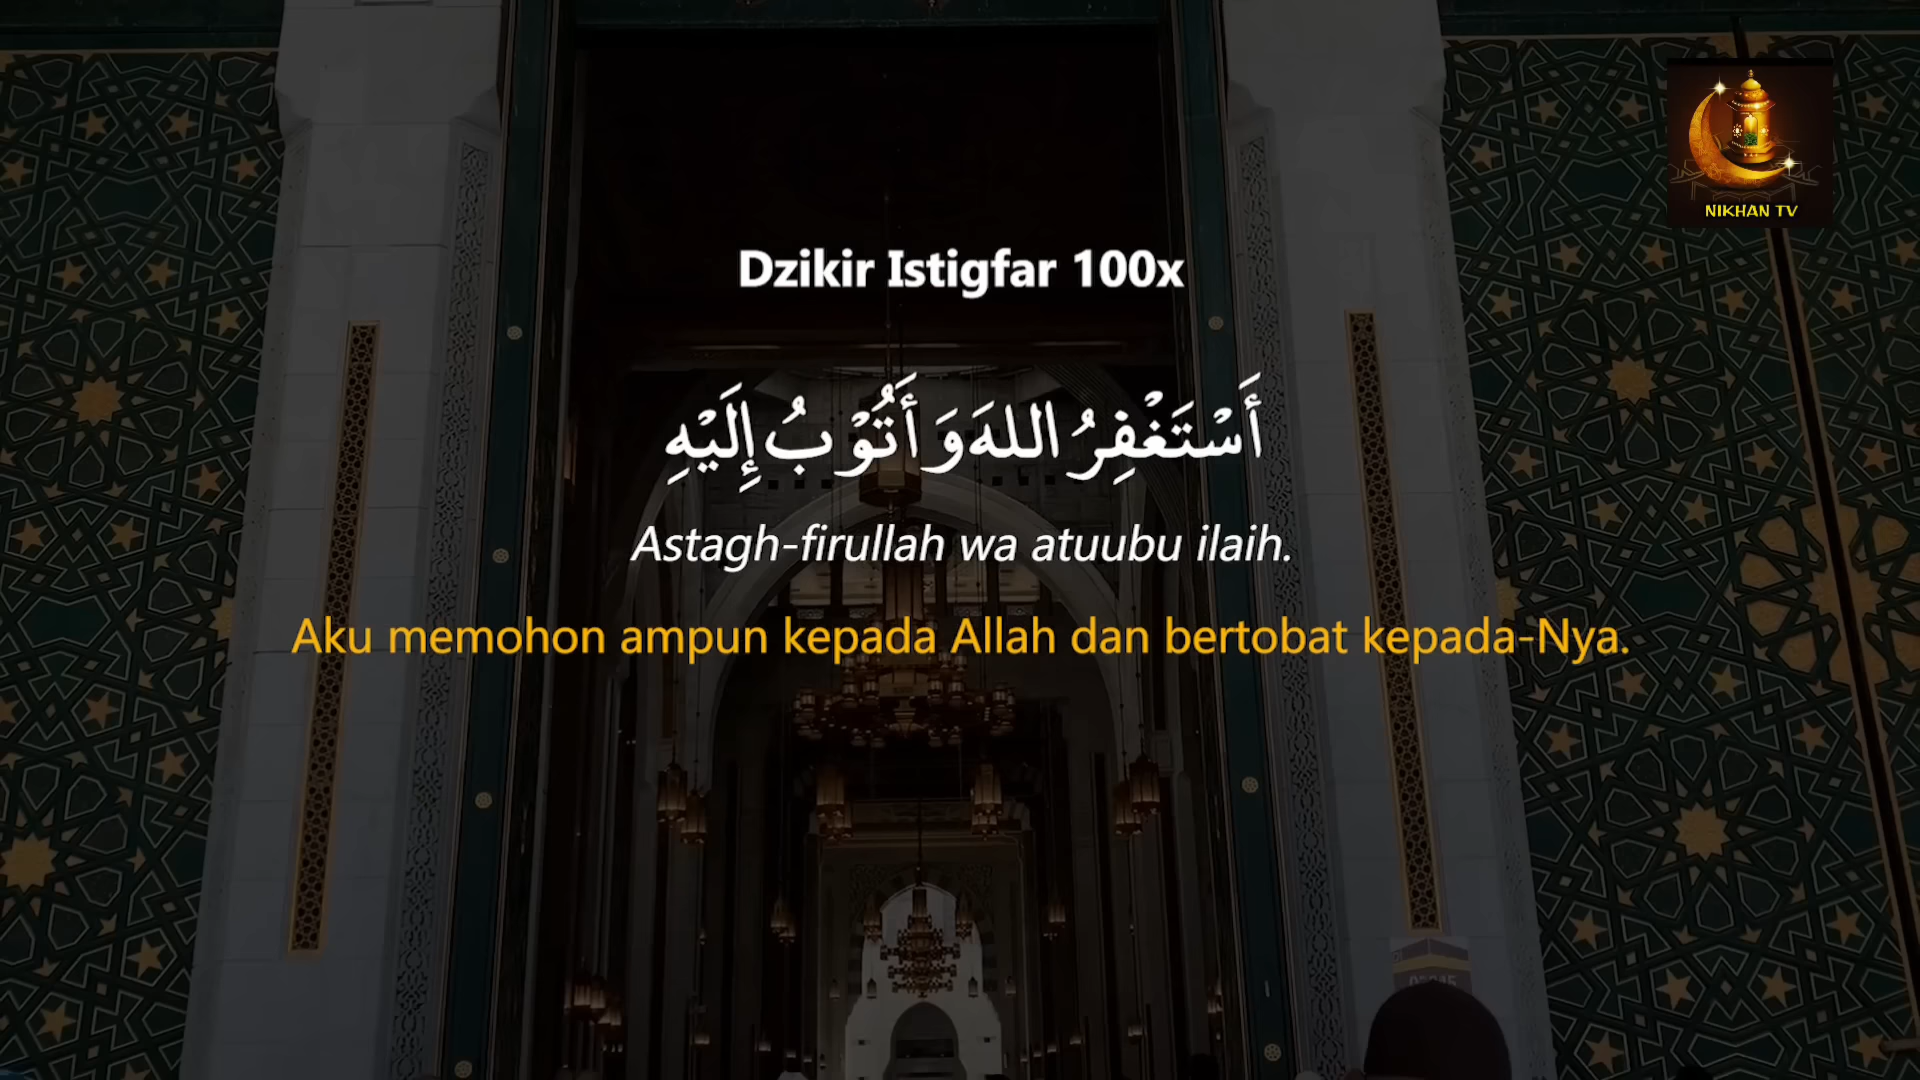 NIKHAN TV
Dzikir Istigfar 100x
أَسْتَغْفِرُ اللهَ وَ أَتُوْبُ إِلَيْهِ
Astagh-firullah wa atuubu ilaih.
Aku memohon ampun kepada Allah dan bertobat kepada-Nya.